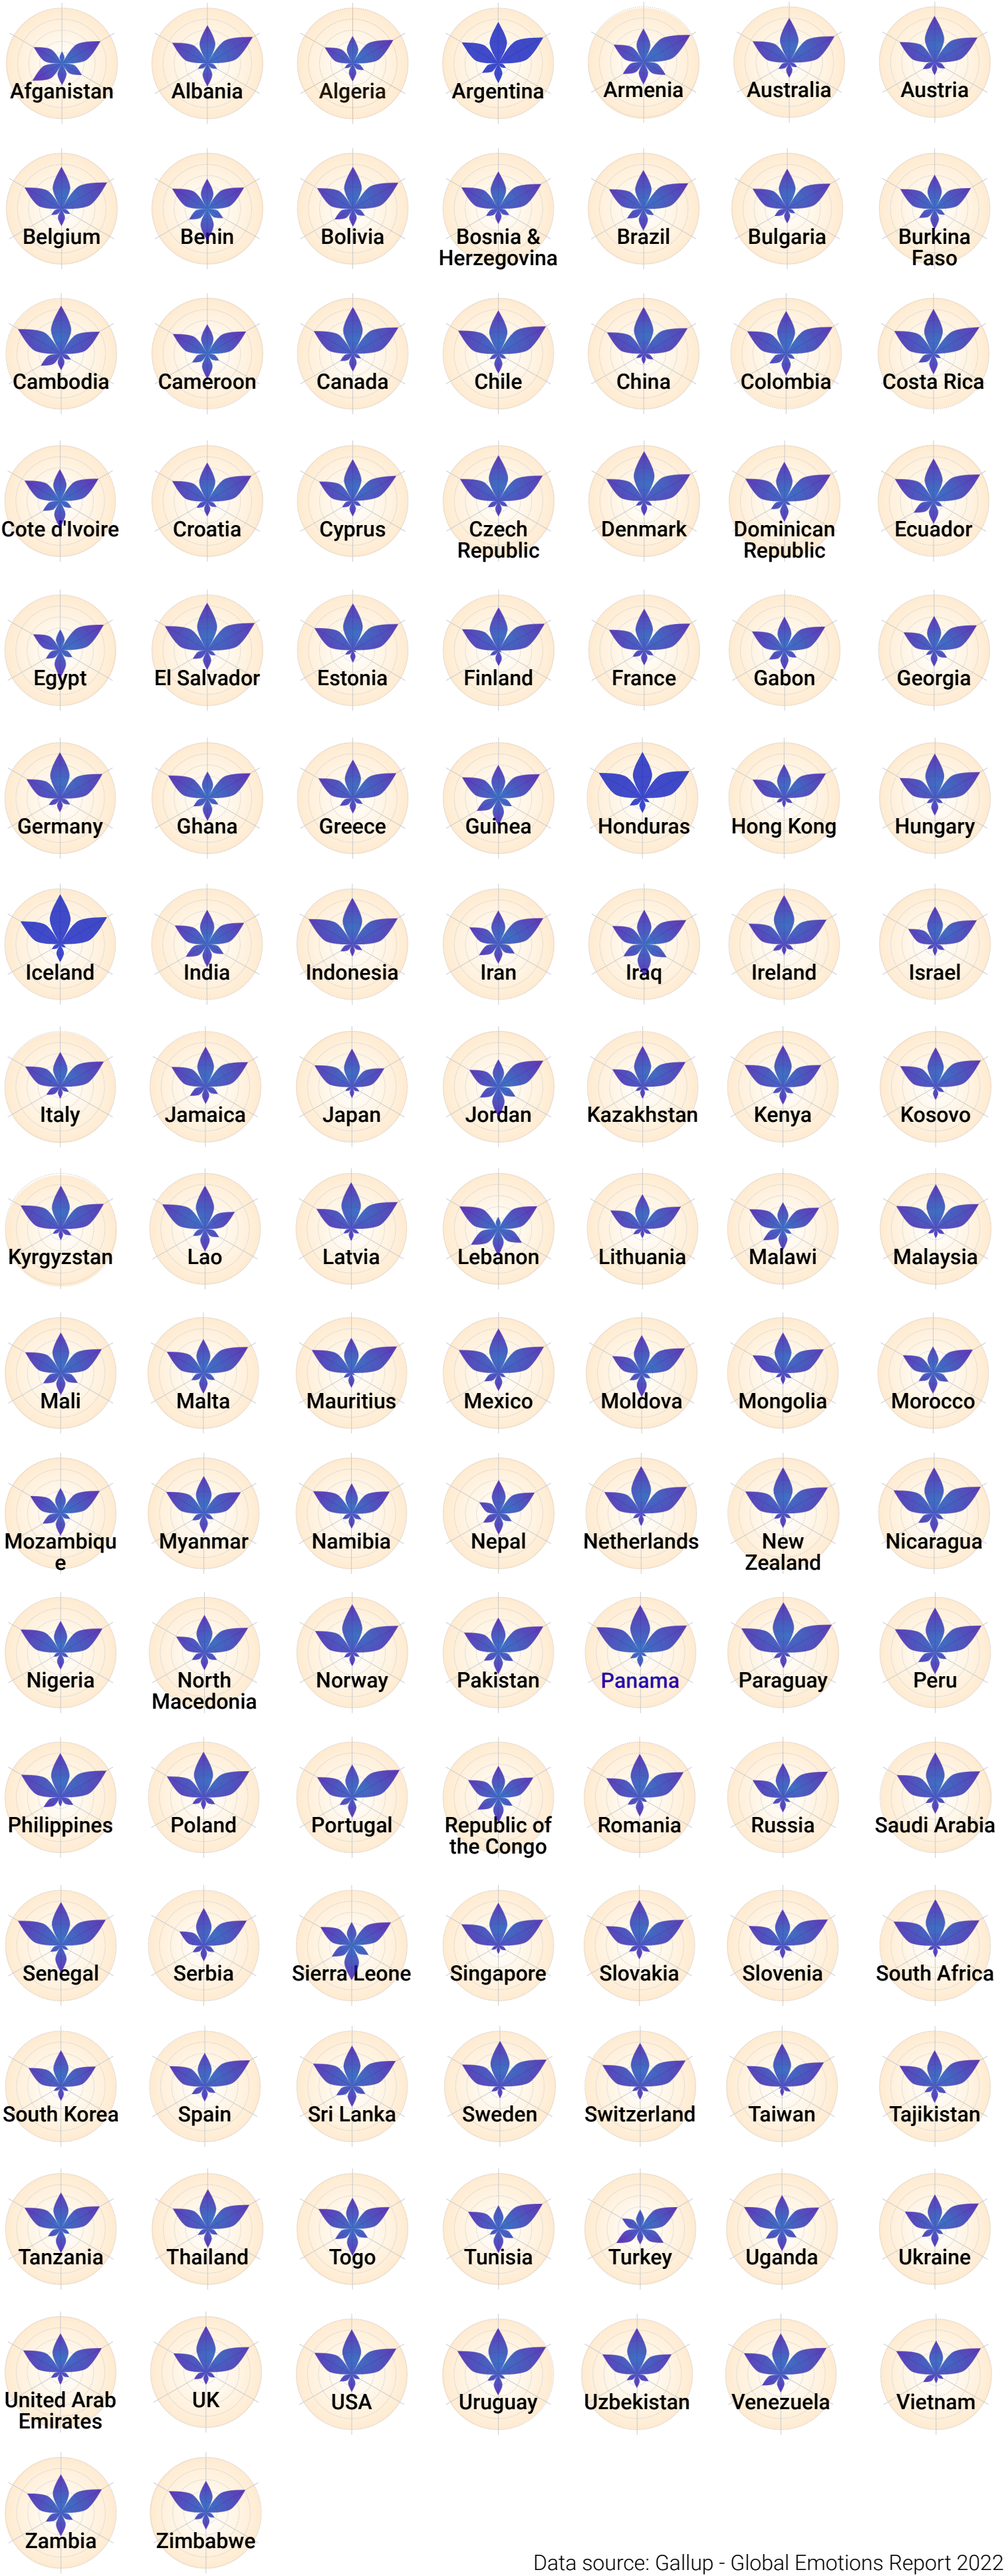 Afganistan
Albania
Algeria
Argentina
Armenia
Australia
Austria
Belgium
Benin
Bolivia
Bosnia &
Herzegovina
Brazil
Bulgaria
Burkina
Faso
Cambodia
Cameroon
Canada
Chile
China
Colombia
Costa Rica
Cote d'Ivoire
Croatia
Cyprus
Czech
Republic
Denmark
Dominican
Republic
Ecuador
Egypt
El Salvador
Estonia
Finland
France
Gabon
Georgia
Germany
Ghana
Greece
Guinea
Honduras
Hong Kong
Hungary
Iceland
India
Indonesia
Iran
Iraq
Ireland
Israel
Italy
Jamaica
Japan
Jordan
Kazakhstan
Kenya
Kosovo
Kyrgyzstan
Lao
Latvia
Lebanon
Lithuania
Malawi
Malaysia
Mali
Malta
Mauritius
Mexico
Moldova
Mongolia
Morocco
Mozambiqu
e
Myanmar
Namibia
Nepal
Netherlands
New
Zealand
Nicaragua
Nigeria
North
Macedonia
Norway
Pakistan
Panama
Paraguay
Peru
Philippines
Poland
Portugal
Republic of
the Congo
Romania
Russia
Saudi Arabia
Senegal
Serbia
Sierra Leone
Singapore
Slovakia
Slovenia
South Africa
South Korea
Spain
Sri Lanka
Sweden
Switzerland
Taiwan
Tajikistan
Tanzania
Thailand
Togo
Tunisia
Turkey
Uganda
Ukraine
United Arab
Emirates
UK
USA
Uruguay
Uzbekistan
Venezuela
Vietnam
Zambia
Zimbabwe
Data source: Gallup - Global Emotions Report 2022